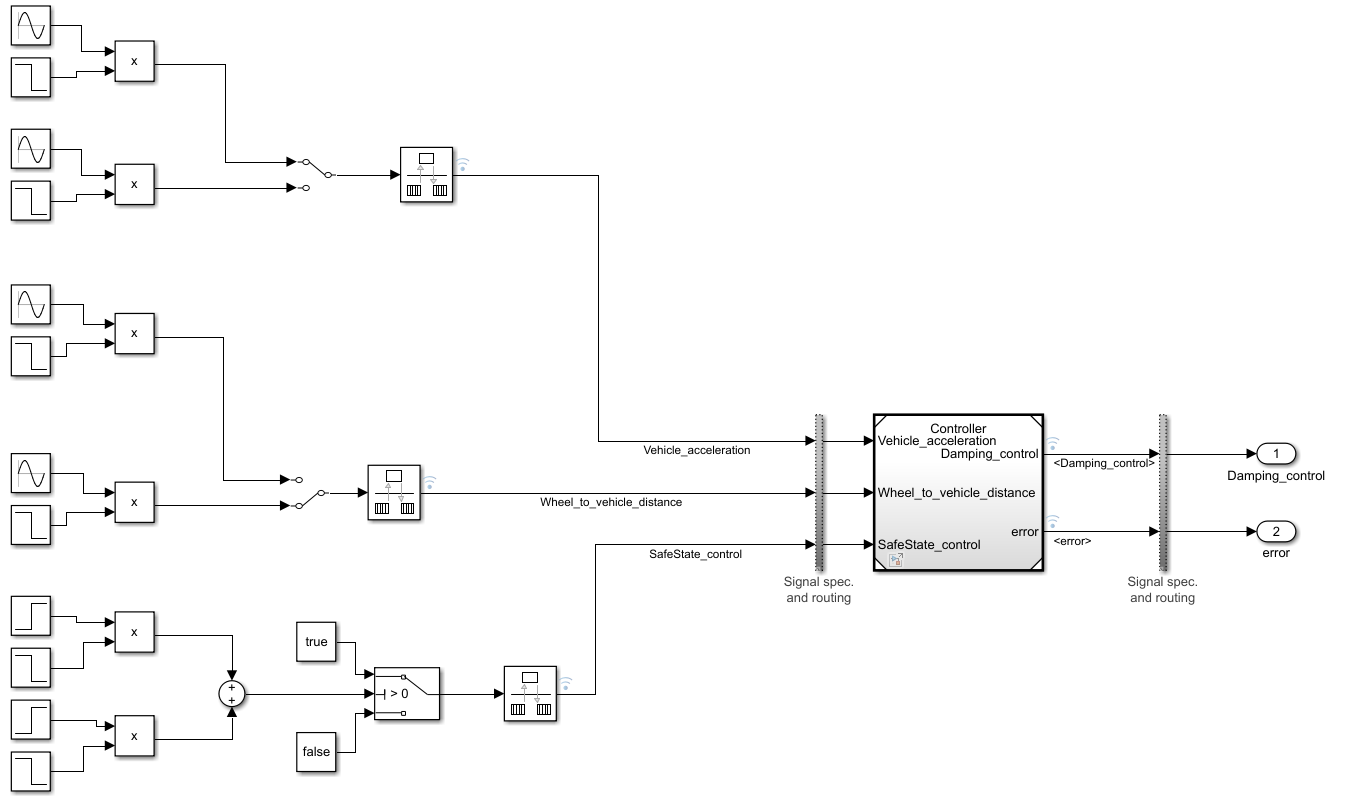 x
x
x
x
Controller
Vehicle_acceleration
Vehicle_acceleration
Damping_control
<Damping_control>
1
Damping_control
Wheel_to_vehicle_distance
Wheel_to_vehicle_distance
SafeState_control
SafeState_control
error
<error>
2
error
Signal spec.
and routing
Signal spec.
and routing
x
true
+
+
> 0
x
false